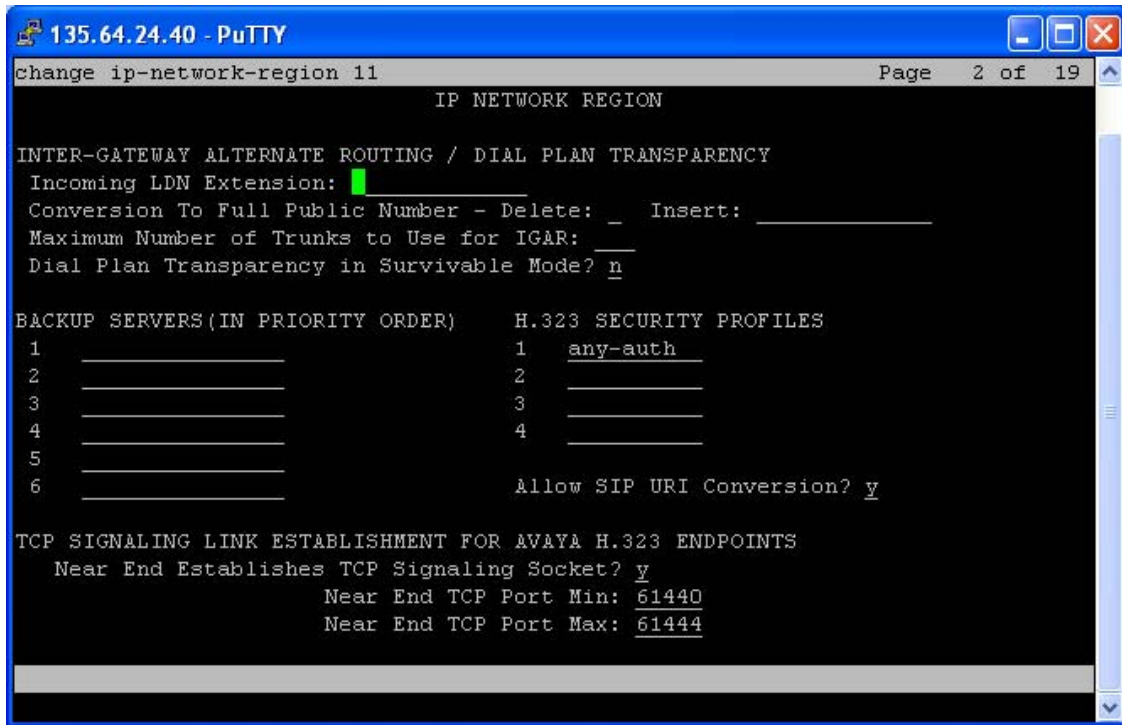 135.64.24.40 - PuTTY
change ip-network-region 11 Page 2 of 19
IP NETWORK REGION
INTER-GATEWAY ALTERNATE ROUTING / DIAL PLAN TRANSPARENCY
Incoming LDN Extension:
Conversion To Full Public Number - Delete: _ Insert: _____________
Maximum Number of Trunks to Use for IGAR: ___
Dial Plan Transparency in Survivable Mode? n
BACKUP SERVERS(IN PRIORITY ORDER) H.323 SECURITY PROFILES
1 1 any-auth
2 2
3 3
4 4
5
6 Allow SIP URI Conversion? y
TCP SIGNALING LINK ESTABLISHMENT FOR AVAYA H.323 ENDPOINTS
Near End Establishes TCP Signaling Socket? y
Near End TCP Port Min: 61440
Near End TCP Port Max: 61444